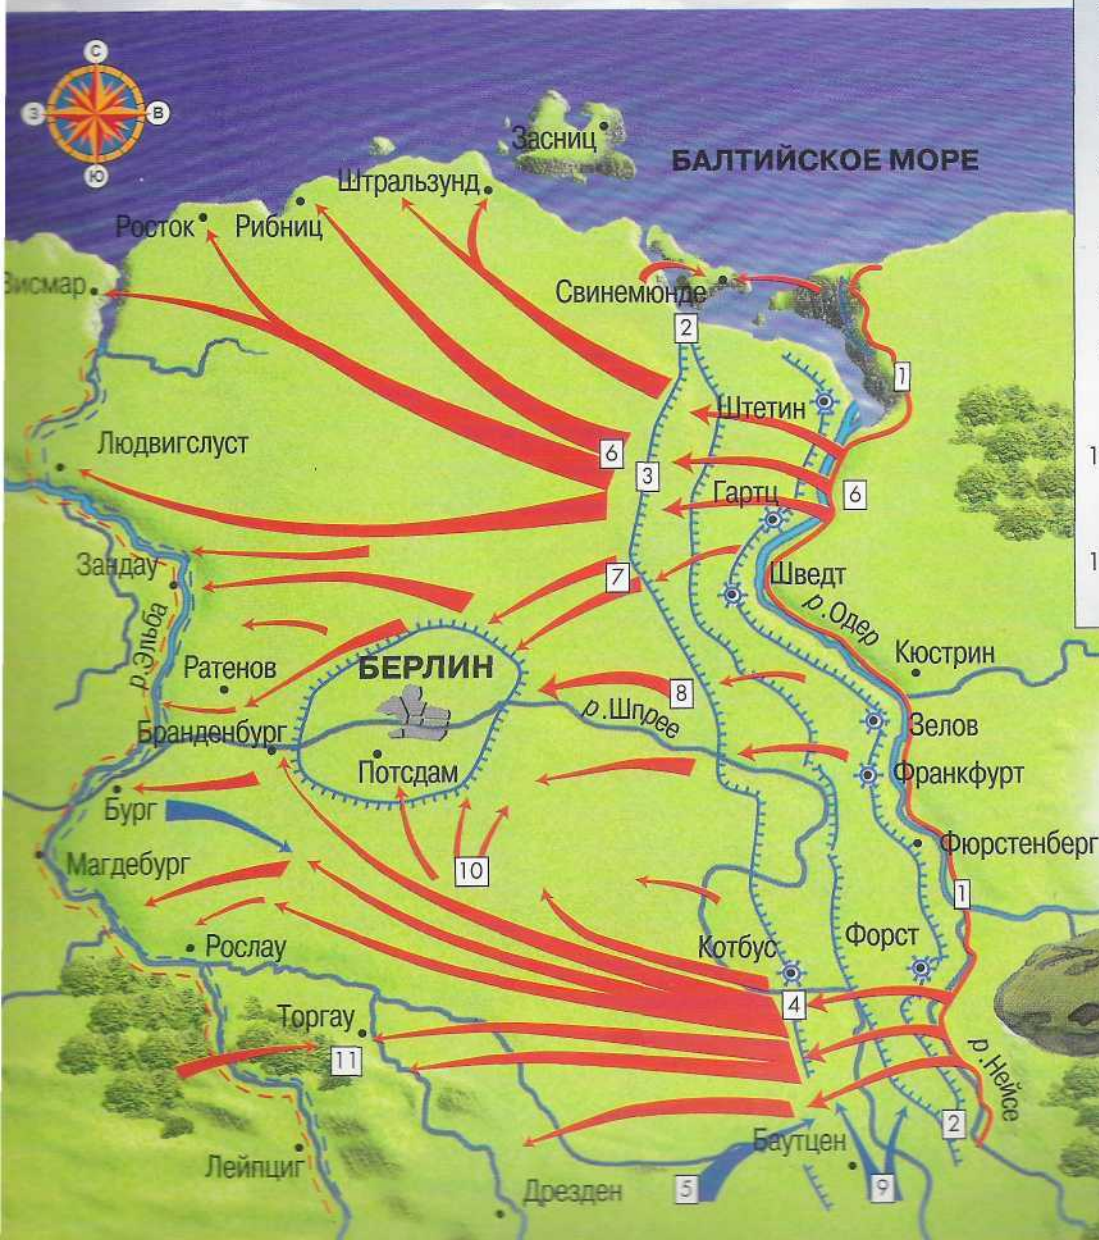 С
З
В
Ю
Засниц
БАЛТИЙСКОЕ МОРЕ
Штральзунд
Росток
Рибниц
Висмар
Свинемюнде
2
1
Штетин
Людвигслуст
6
3
Гартц
6
1
Зандау
7
Шведт
1
р.Одер
р.Эльба
Ратенов
БЕРЛИН
Кюстрин
8
р.Шпрее
Зелов
Бранденбург
Потсдам
Франкфурт
Бург
Фюрстенберг
Магдебург
10
1
Рослау
Котбус
Форст
4
Торгау
11
р.Нейсе
2
Баутцен
Лейпциг
Дрезден
5
9